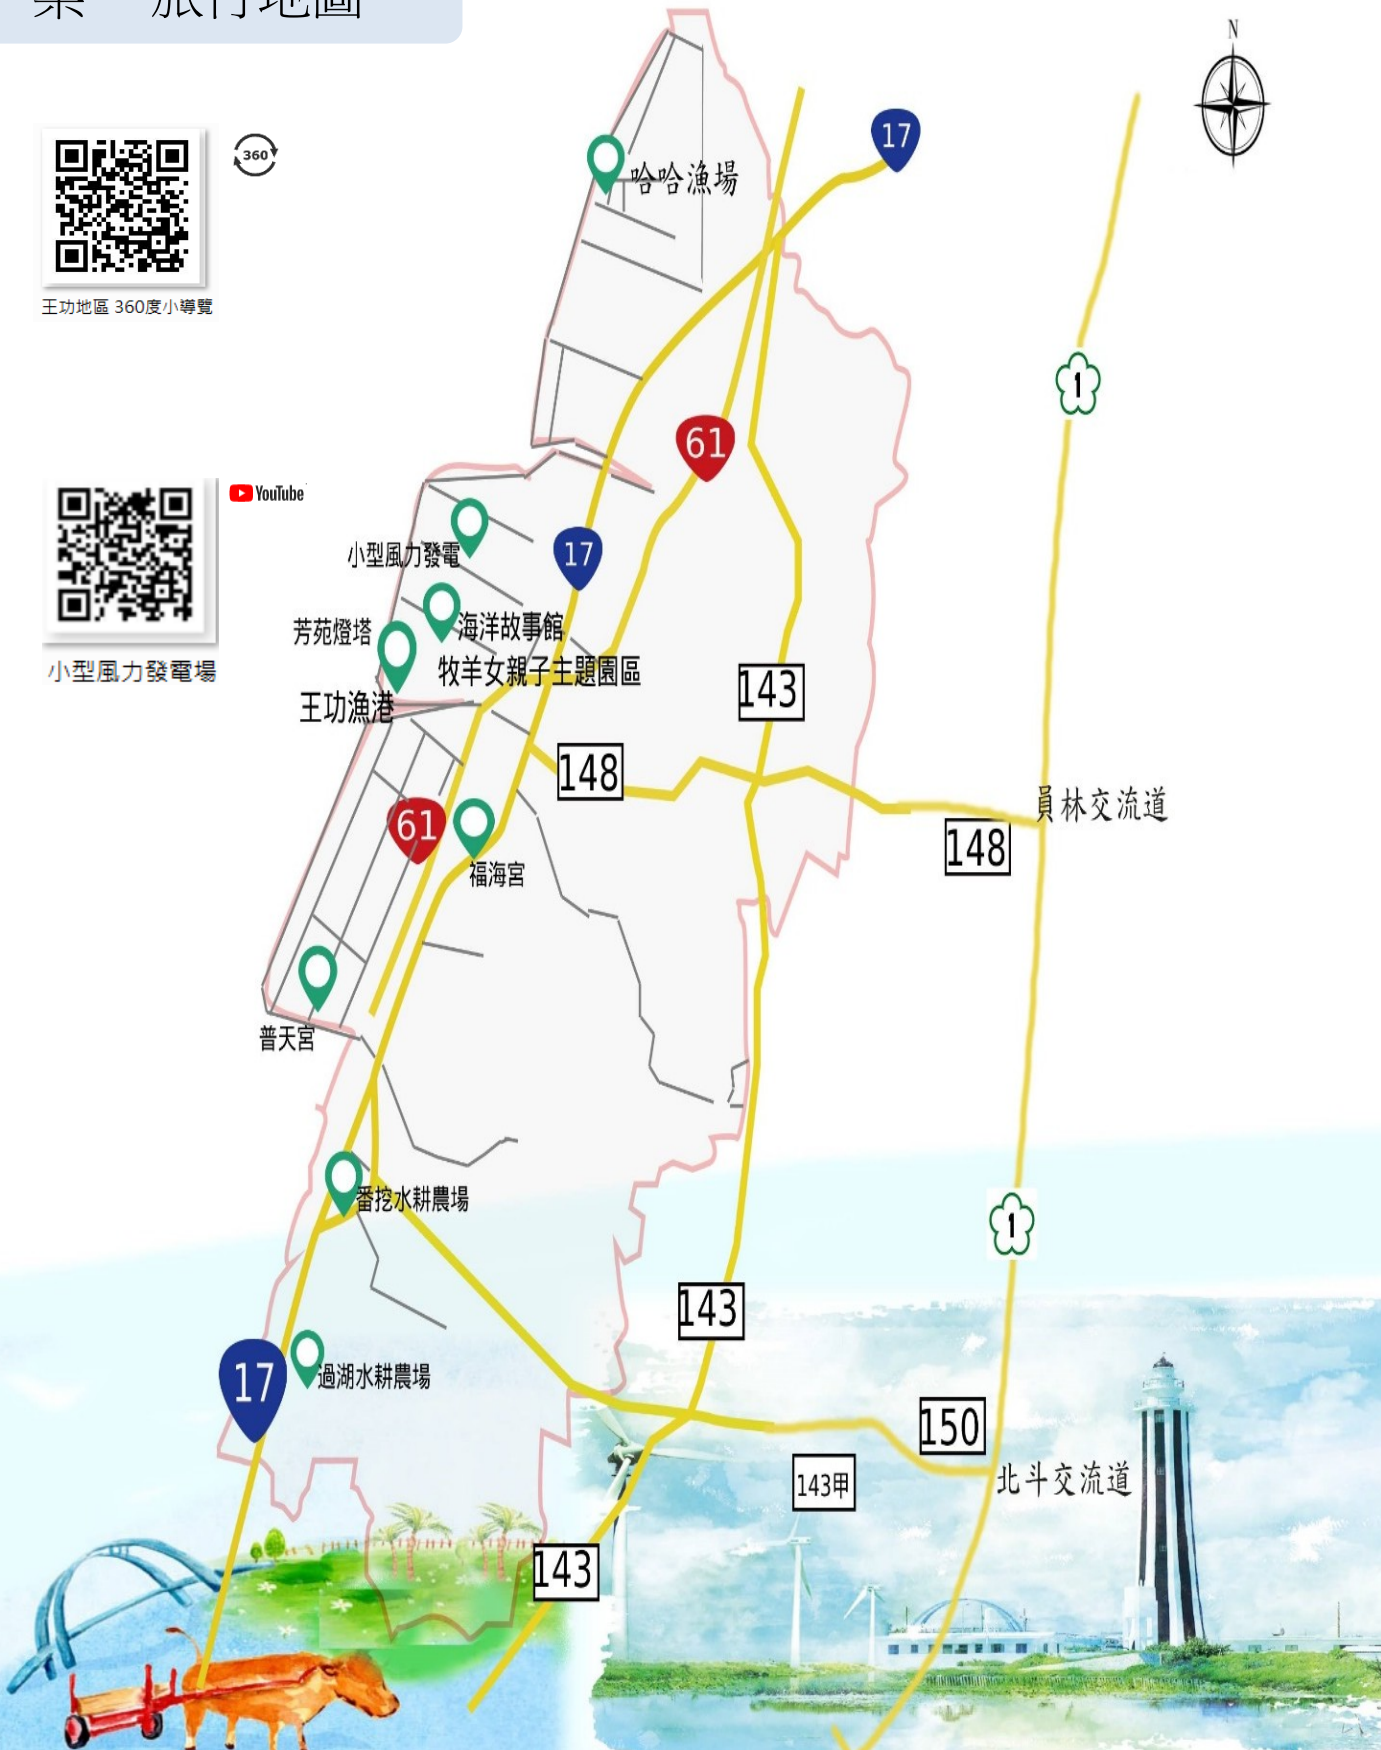 旅行地圖
N
17
360
哈哈漁場
王功地區 360度小導覽
1
61
YouTube
小型風力發電
17
海洋故事館
芳苑燈塔
牧羊女親子主題園區
小型風力發電場
143
王功漁港
148
員林交流道
61
148
福海宮
普天宮
番挖水耕農場
1
143
17
過湖水耕農場
150
143甲
北斗交流道
143